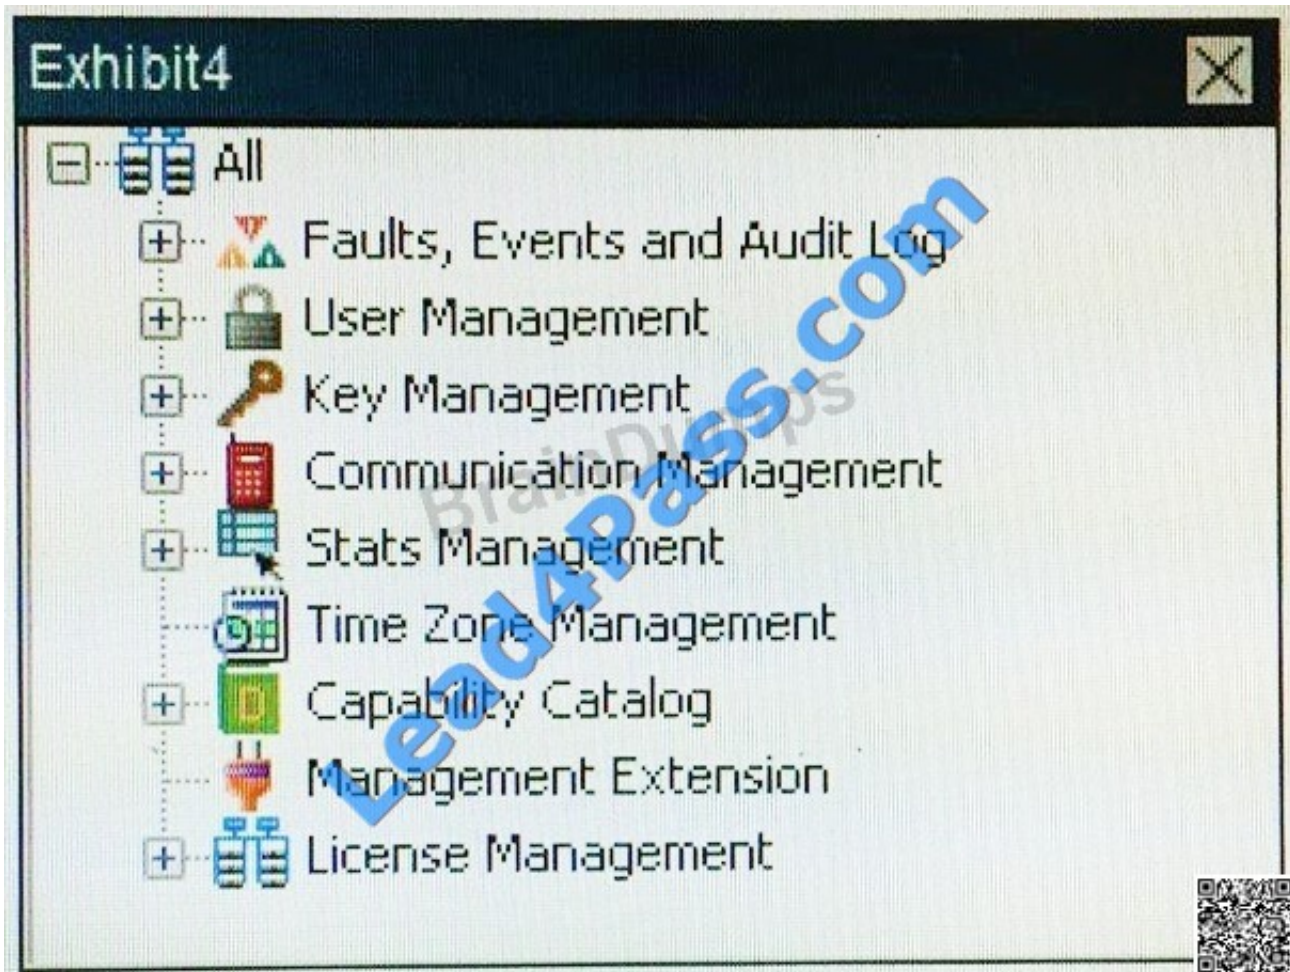 Exhibit4
All
Faults, Events and Audit Log
User Management
Key Management
Communication Management
Stats Management
Time Zone Management
Capability Catalog
Management Extension
License Management
BrainDumps
Lead4Pass.com